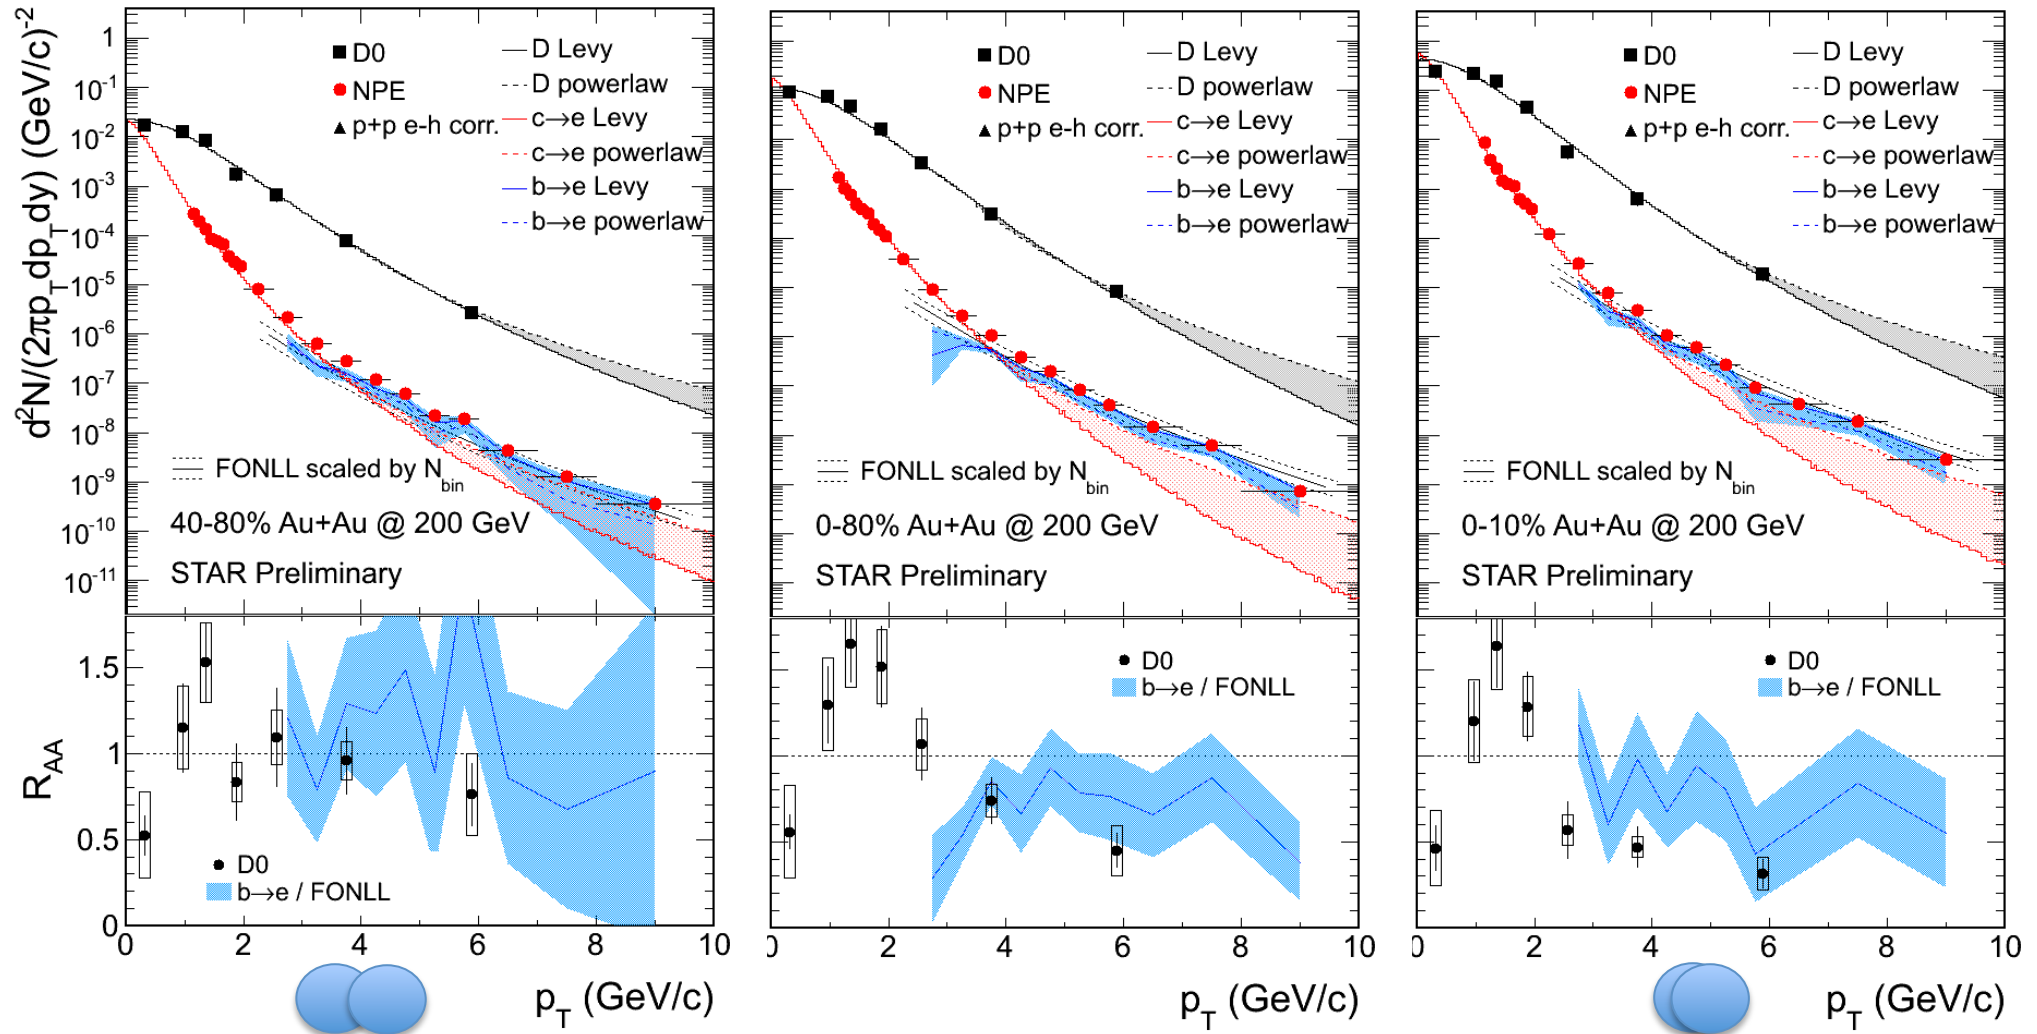 d²N/(2πp_T dp_T dy) (GeV/c)⁻²
1
10⁻¹
10⁻²
10⁻³
10⁻⁴
10⁻⁵
10⁻⁶
10⁻⁷
10⁻⁸
10⁻⁹
10⁻¹⁰
10⁻¹¹
D0
NPE
p+p e-h corr.
D Levy
D powerlaw
c→e Levy
c→e powerlaw
b→e Levy
b→e powerlaw
FONLL scaled by N_bin
40-80% Au+Au @ 200 GeV
STAR Preliminary
D0
NPE
p+p e-h corr.
D Levy
D powerlaw
c→e Levy
c→e powerlaw
b→e Levy
b→e powerlaw
FONLL scaled by N_bin
0-80% Au+Au @ 200 GeV
STAR Preliminary
D0
NPE
p+p e-h corr.
D Levy
D powerlaw
c→e Levy
c→e powerlaw
b→e Levy
b→e powerlaw
FONLL scaled by N_bin
0-10% Au+Au @ 200 GeV
STAR Preliminary
R_AA
1.5
1
0.5
0
D0
b→e / FONLL
0 2 4 6 8 10
p_T (GeV/c)
D0
b→e / FONLL
0 2 4 6 8 10
p_T (GeV/c)
D0
b→e / FONLL
0 2 4 6 8 10
p_T (GeV/c)